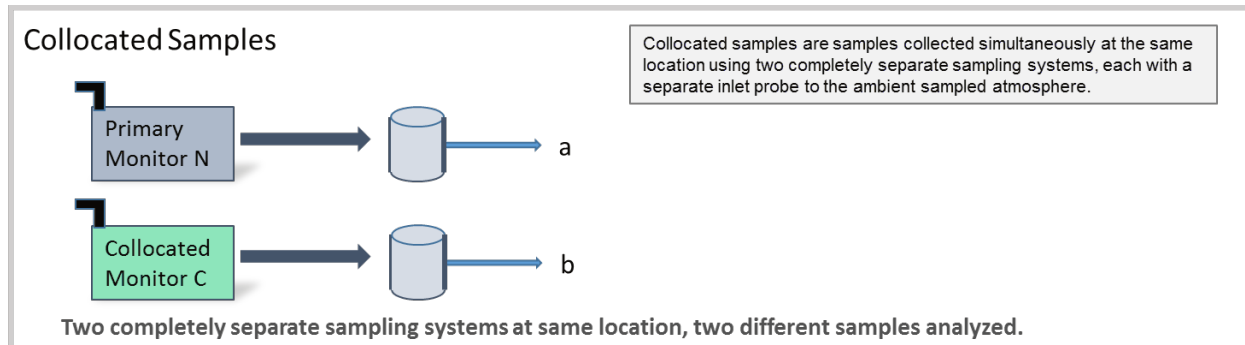 Collocated Samples
Collocated samples are samples collected simultaneously at the same
location using two completely separate sampling systems, each with a
separate inlet probe to the ambient sampled atmosphere.
Primary
Monitor N
a
Collocated
Monitor C
b
Two completely separate sampling systems at same location, two different samples analyzed.